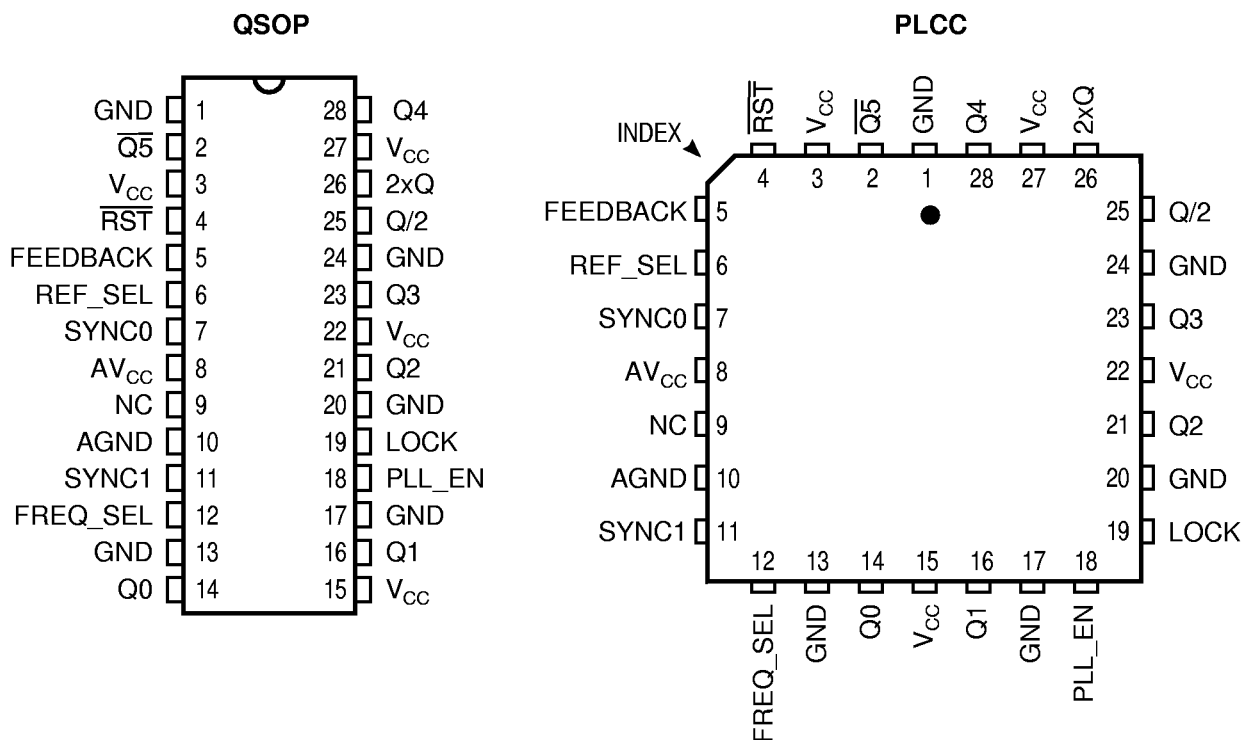 QSOP
GND 1 28 Q4
Q5 2 27 VCC
VCC 3 26 2xQ
RST 4 25 Q/2
FEEDBACK 5 24 GND
REF_SEL 6 23 Q3
SYNC0 7 22 VCC
AVCC 8 21 Q2
NC 9 20 GND
AGND 10 19 LOCK
SYNC1 11 18 PLL_EN
FREQ_SEL 12 17 GND
GND 13 16 Q1
Q0 14 15 VCC
PLCC
INDEX
RST VCC Q5 GND Q4 VCC 2xQ
4 3 2 1 28 27 26
FEEDBACK 5 25 Q/2
REF_SEL 6 24 GND
SYNC0 7 23 Q3
AVCC 8 22 VCC
NC 9 21 Q2
AGND 10 20 GND
SYNC1 11 19 LOCK
12 13 14 15 16 17 18
FREQ_SEL GND Q0 VCC Q1 GND PLL_EN